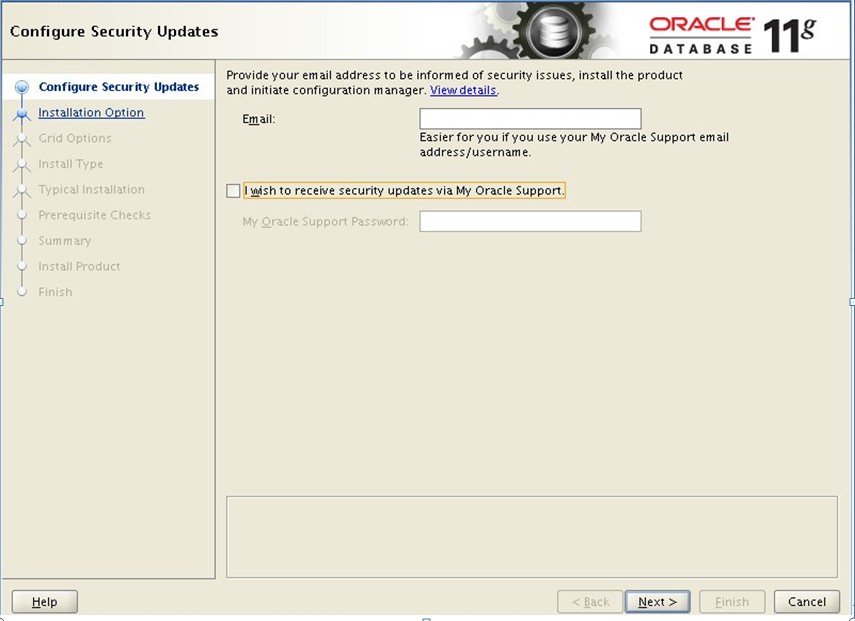 Configure Security Updates
ORACLE
DATABASE 11g
Configure Security Updates
Installation Option
Grid Options
Install Type
Typical Installation
Prerequisite Checks
Summary
Install Product
Finish
Provide your email address to be informed of security issues, install the product
and initiate configuration manager. View details.
Email:
Easier for you if you use your My Oracle Support email
address/username.
I wish to receive security updates via My Oracle Support.
My Oracle Support Password:
Help
< Back
Next >
Finish
Cancel